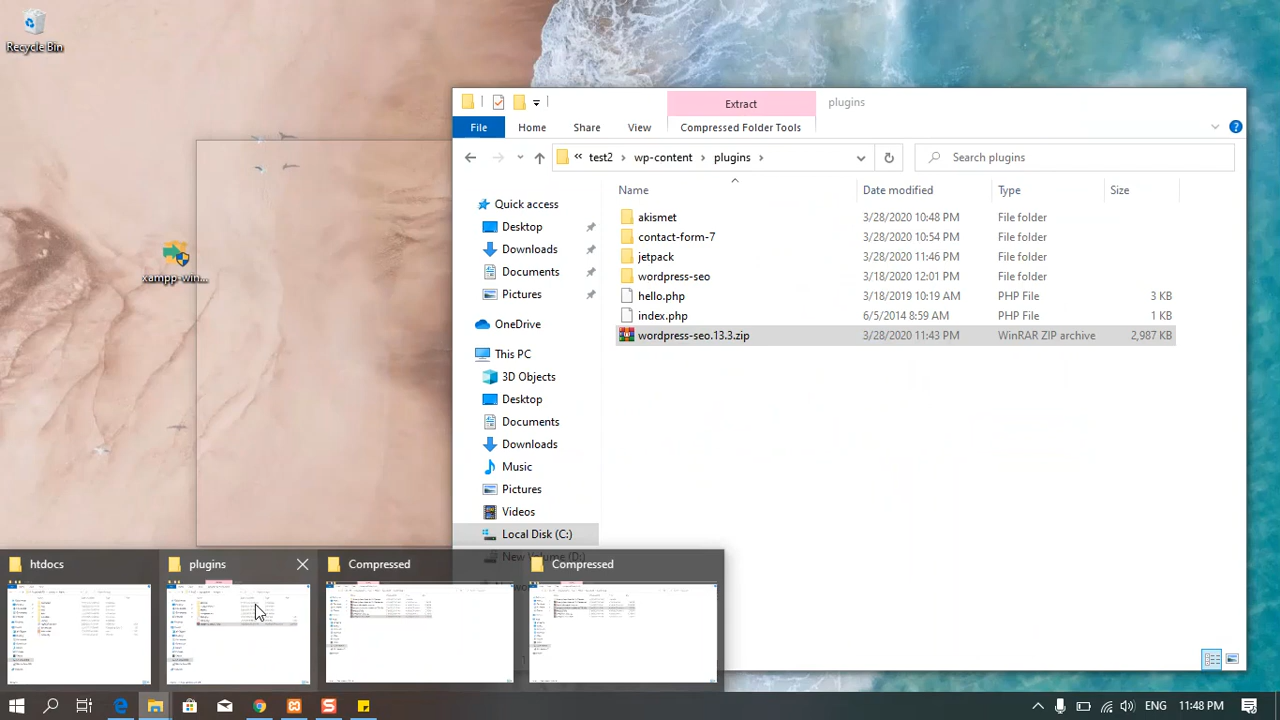 Recycle Bin
xampp-win...
Extract
plugins
File
Home
Share
View
Compressed Folder Tools
« test2 > wp-content > plugins >
Search plugins
Name
Date modified
Type
Size
Quick access
Desktop
Downloads
Documents
Pictures
OneDrive
This PC
3D Objects
Desktop
Documents
Downloads
Music
Pictures
Videos
Local Disk (C:)
New Volume (D:)
akismet 3/28/2020 10:48 PM File folder
contact-form-7 3/28/2020 10:54 PM File folder
jetpack 3/28/2020 11:46 PM File folder
wordpress-seo 3/17/2020 12:31 PM File folder
hello.php 3/18/2019 10:19 AM PHP File 3 KB
index.php 6/5/2014 8:59 AM PHP File 1 KB
wordpress-seo.13.3.zip 3/28/2020 11:43 PM WinRAR ZIP archive 2,987 KB
htdocs
plugins
Compressed
Compressed
ENG
11:48 PM